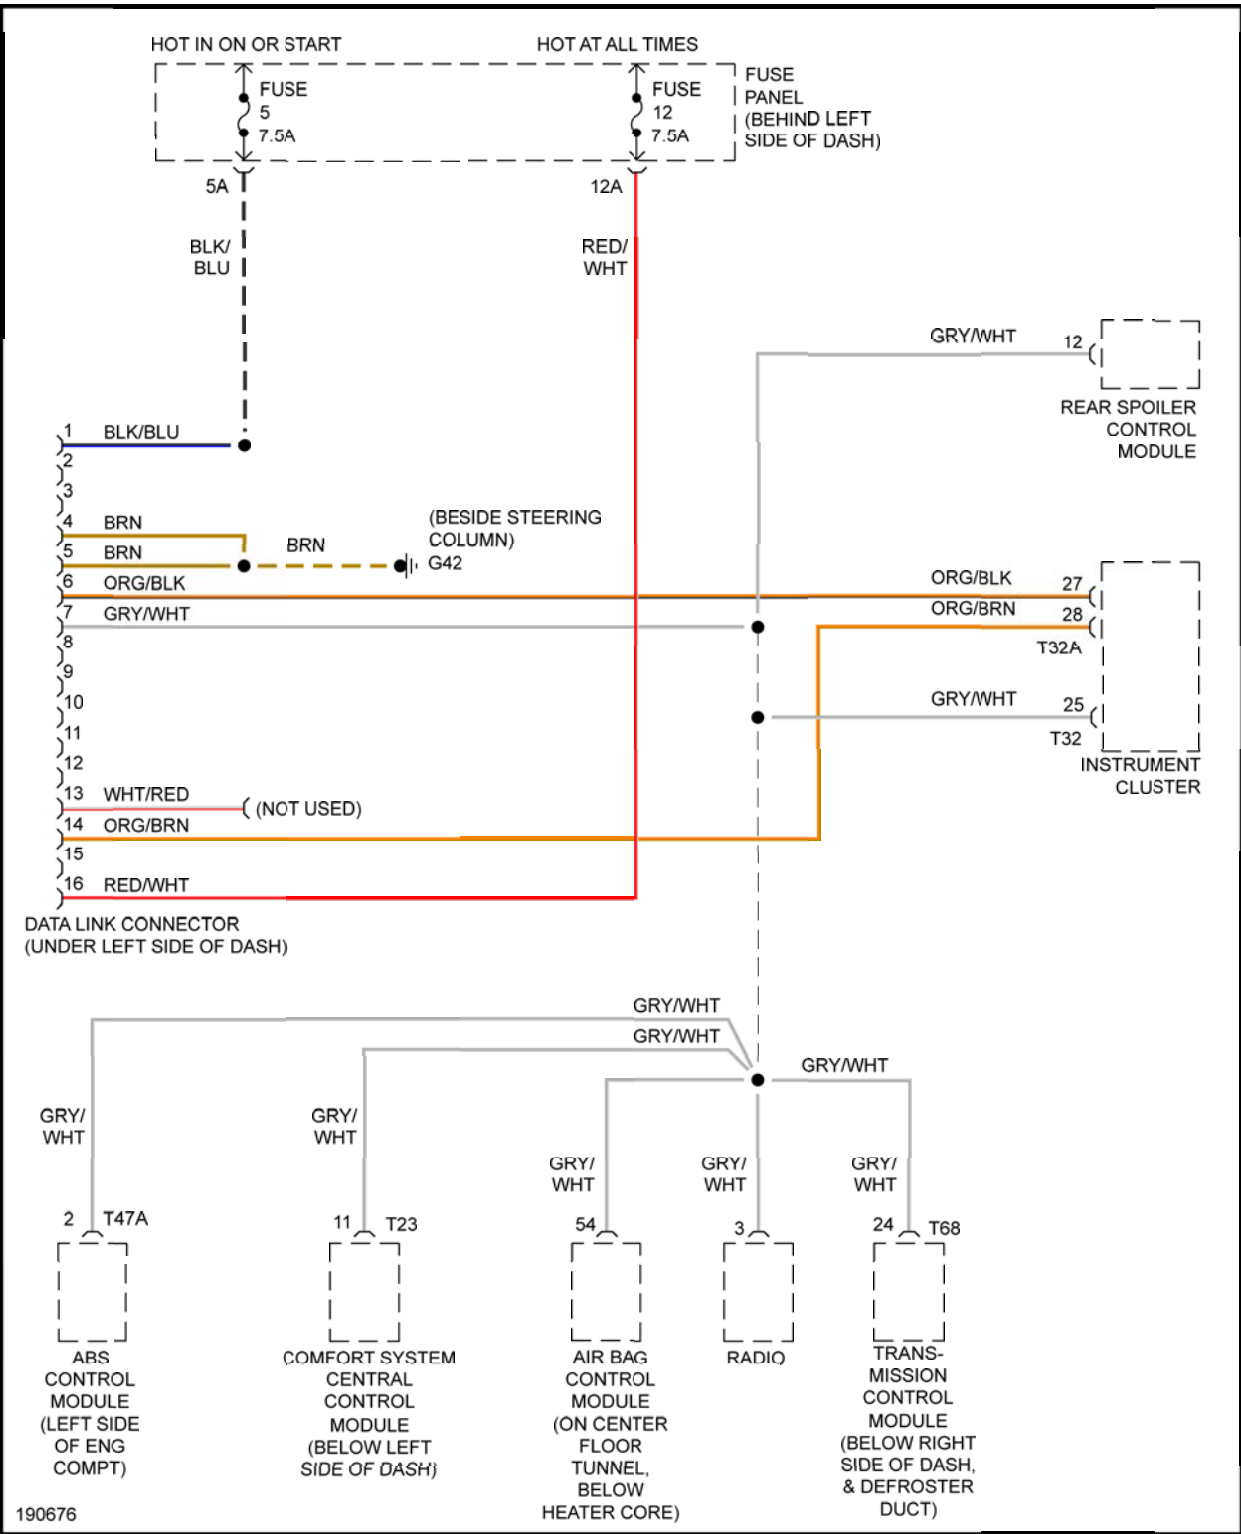 HOT IN ON OR START
HOT AT ALL TIMES
FUSE
5
7.5A
FUSE
12
7.5A
FUSE
PANEL
(BEHIND LEFT
SIDE OF DASH)
5A
12A
BLK/
BLU
RED/
WHT
GRY/WHT
12
REAR SPOILER
CONTROL
MODULE
1
BLK/BLU
2
3
4
BRN
5
BRN
BRN
(BESIDE STEERING
COLUMN)
G42
6
ORG/BLK
7
GRY/WHT
8
9
10
11
12
13
WHT/RED
(NOT USED)
14
ORG/BRN
15
16
RED/WHT
DATA LINK CONNECTOR
(UNDER LEFT SIDE OF DASH)
ORG/BLK
27
ORG/BRN
28
T32A
GRY/WHT
25
T32
INSTRUMENT
CLUSTER
GRY/WHT
GRY/WHT
GRY/WHT
GRY/
WHT
GRY/
WHT
GRY/
WHT
GRY/
WHT
GRY/
WHT
2
T47A
11
T23
54
3
24
T68
ABS
CONTROL
MODULE
(LEFT SIDE
OF ENG
COMPT)
COMFORT SYSTEM
CENTRAL
CONTROL
MODULE
(BELOW LEFT
SIDE OF DASH)
AIR BAG
CONTROL
MODULE
(ON CENTER
FLOOR
TUNNEL,
BELOW
HEATER CORE)
RADIO
TRANS-
MISSION
CONTROL
MODULE
(BELOW RIGHT
SIDE OF DASH,
& DEFROSTER
DUCT)
190676